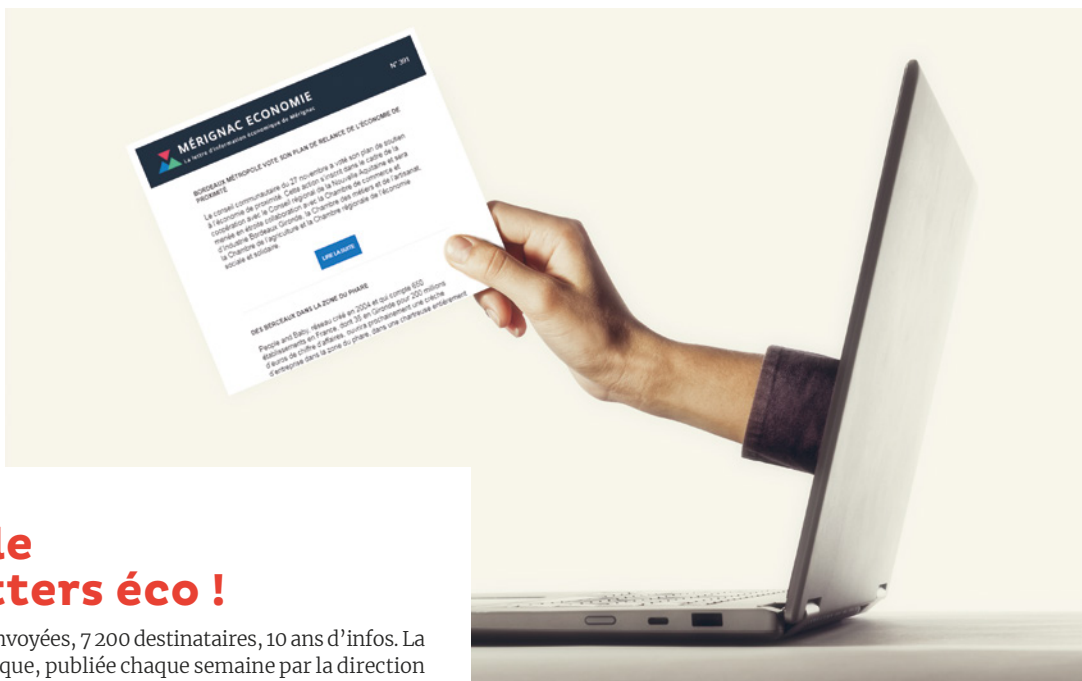 MÉRIGNAC ECONOMIE
N° 391
La lettre d'information économique de Mérignac
BORDEAUX MÉTROPOLE VOTE SON PLAN DE RELANCE DE L'ÉCONOMIE DE
PROXIMITÉ
Le conseil communautaire du 27 novembre a voté son plan de soutien
à l'économie de proximité. Cette action s'inscrit dans le cadre de la
coopération avec le Conseil régional de la Nouvelle Aquitaine et sera
menée en étroite collaboration avec la Chambre de commerce et
d'Industrie Bordeaux Gironde, la Chambre des métiers et de l'artisanat,
la Chambre de l'agriculture et la Chambre régionale de l'économie
sociale et solidaire.
LIRE LA SUITE
DES BERCEAUX DANS LA ZONE DU PHARE
People and Baby, réseau créé en 2004 et qui compte 650
établissements en France, dont 35 en Gironde pour 200 millions
d'euros de chiffre d'affaires, ouvrira prochainement une crèche
d'entreprise dans la zone du phare, dans une chartreuse entièrement
le
tters éco !
nvoyées, 7 200 destinataires, 10 ans d'infos. La
que, publiée chaque semaine par la direction